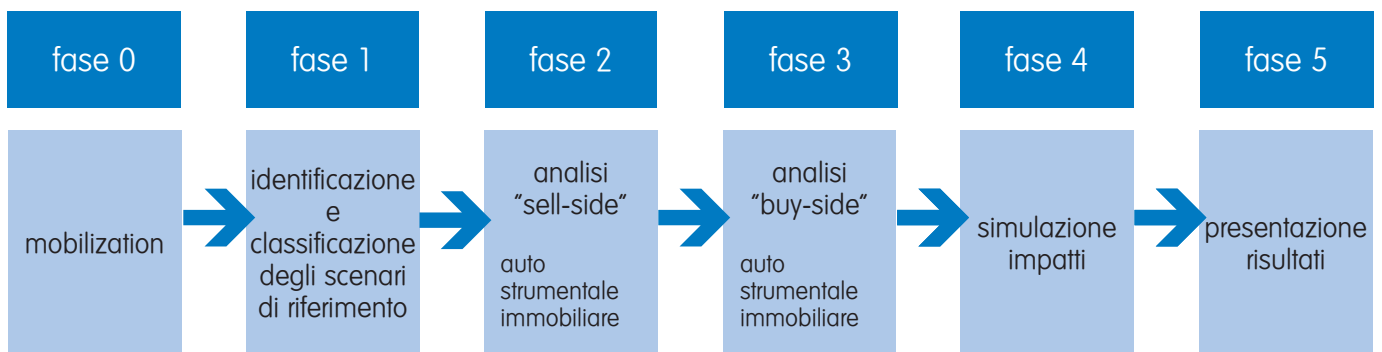 fase 0
fase 1
fase 2
fase 3
fase 4
fase 5
mobilization
identificazione
e
classificazione
degli scenari
di riferimento
analisi
"sell-side"
auto
strumentale
immobiliare
analisi
"buy-side"
auto
strumentale
immobiliare
simulazione
impatti
presentazione
risultati